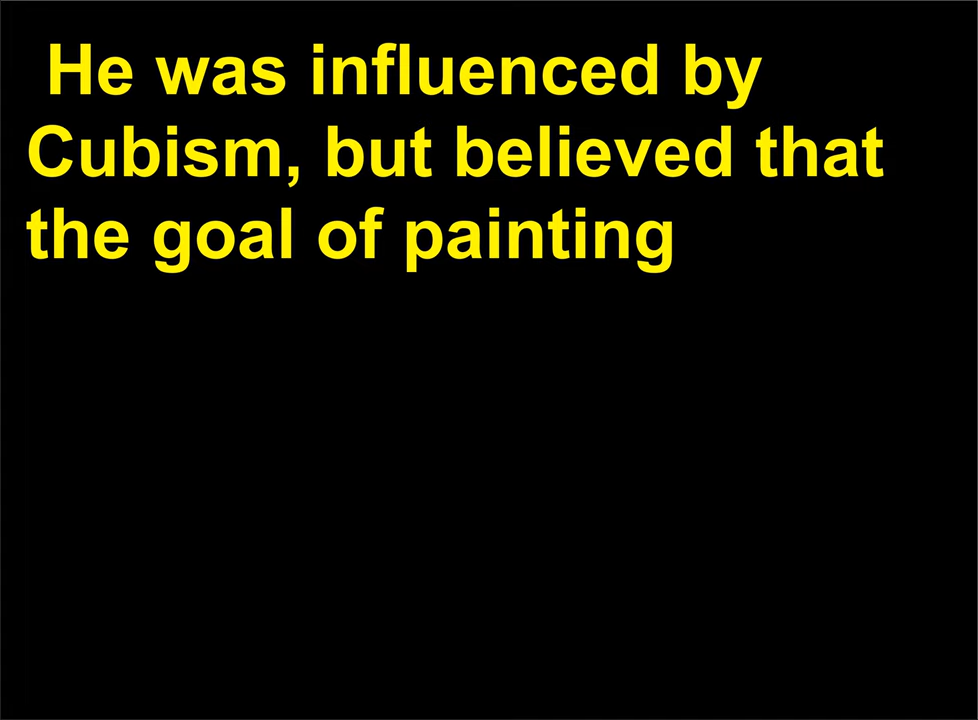 He was influenced by
Cubism, but believed that
the goal of painting